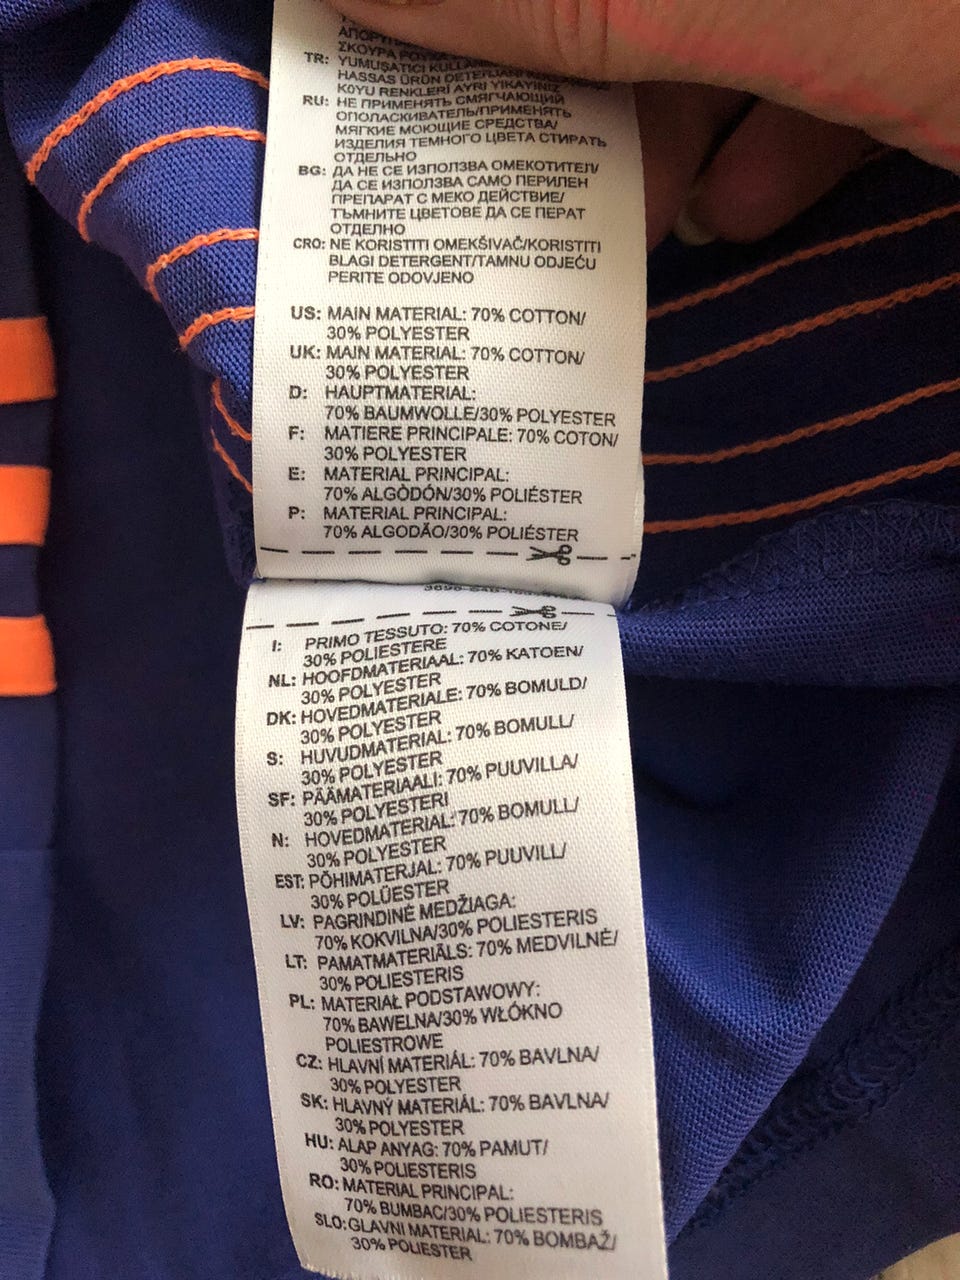 ΣΚΟΥΡΑ ΡΟΥΧΑ
TR: YUMUŞATICI KULLANMAYINIZ
HASSAS ÜRÜN DETERJANI
KOYU RENKLERİ AYRI YIKAYINIZ
RU: НЕ ПРИМЕНЯТЬ СМЯГЧАЮЩИЙ
ОПОЛАСКИВАТЕЛЬ/ПРИМЕНЯТЬ
МЯГКИЕ МОЮЩИЕ СРЕДСТВА/
ИЗДЕЛИЯ ТЕМНОГО ЦВЕТА СТИРАТЬ
ОТДЕЛЬНО
BG: ДА НЕ СЕ ИЗПОЛЗВА ОМЕКОТИТЕЛ/
ДА СЕ ИЗПОЛЗВА САМО ПЕРИЛЕН
ПРЕПАРАТ С МЕКО ДЕЙСТВИЕ/
ТЪМНИТЕ ЦВЕТОВЕ ДА СЕ ПЕРАТ
ОТДЕЛНО
CRO: NE KORISTITI OMEKŠIVAČ/KORISTITI
BLAGI DETERGENT/TAMNU ODJEĆU
PERITE ODOVJENO
US: MAIN MATERIAL: 70% COTTON/
30% POLYESTER
UK: MAIN MATERIAL: 70% COTTON/
30% POLYESTER
D: HAUPTMATERIAL:
70% BAUMWOLLE/30% POLYESTER
F: MATIERE PRINCIPALE: 70% COTON/
30% POLYESTER
E: MATERIAL PRINCIPAL:
70% ALGÒDÓN/30% POLIÉSTER
P: MATERIAL PRINCIPAL:
70% ALGODÃO/30% POLIÉSTER
I: PRIMO TESSUTO: 70% COTONE/
30% POLIESTERE
NL: HOOFDMATERIAAL: 70% KATOEN/
30% POLYESTER
DK: HOVEDMATERIALE: 70% BOMULD/
30% POLYESTER
S: HUVUDMATERIAL: 70% BOMULL/
30% POLYESTER
SF: PÄÄMATERIAALI: 70% PUUVILLA/
30% POLYESTERI
N: HOVEDMATERIAL: 70% BOMULL/
30% POLYESTER
EST: PÕHIMATERJAL: 70% PUUVILL/
30% POLÜESTER
LV: PAGRINDINĖ MEDŽIAGA:
70% KOKVILNA/30% POLIESTERIS
LT: PAMATMATERIĀLS: 70% MEDVILNĖ/
30% POLIESTERIS
PL: MATERIAŁ PODSTAWOWY:
70% BAWELNA/30% WŁÓKNO
POLIESTROWE
CZ: HLAVNÍ MATERIÁL: 70% BAVLNA/
30% POLYESTER
SK: HLAVNÝ MATERIÁL: 70% BAVLNA/
30% POLYESTER
HU: ALAP ANYAG: 70% PAMUT/
30% POLIESTERIS
RO: MATERIAL PRINCIPAL:
70% BUMBAC/30% POLIESTERIS
SLO: GLAVNI MATERIAL: 70% BOMBAŽ/
30% POLIESTER